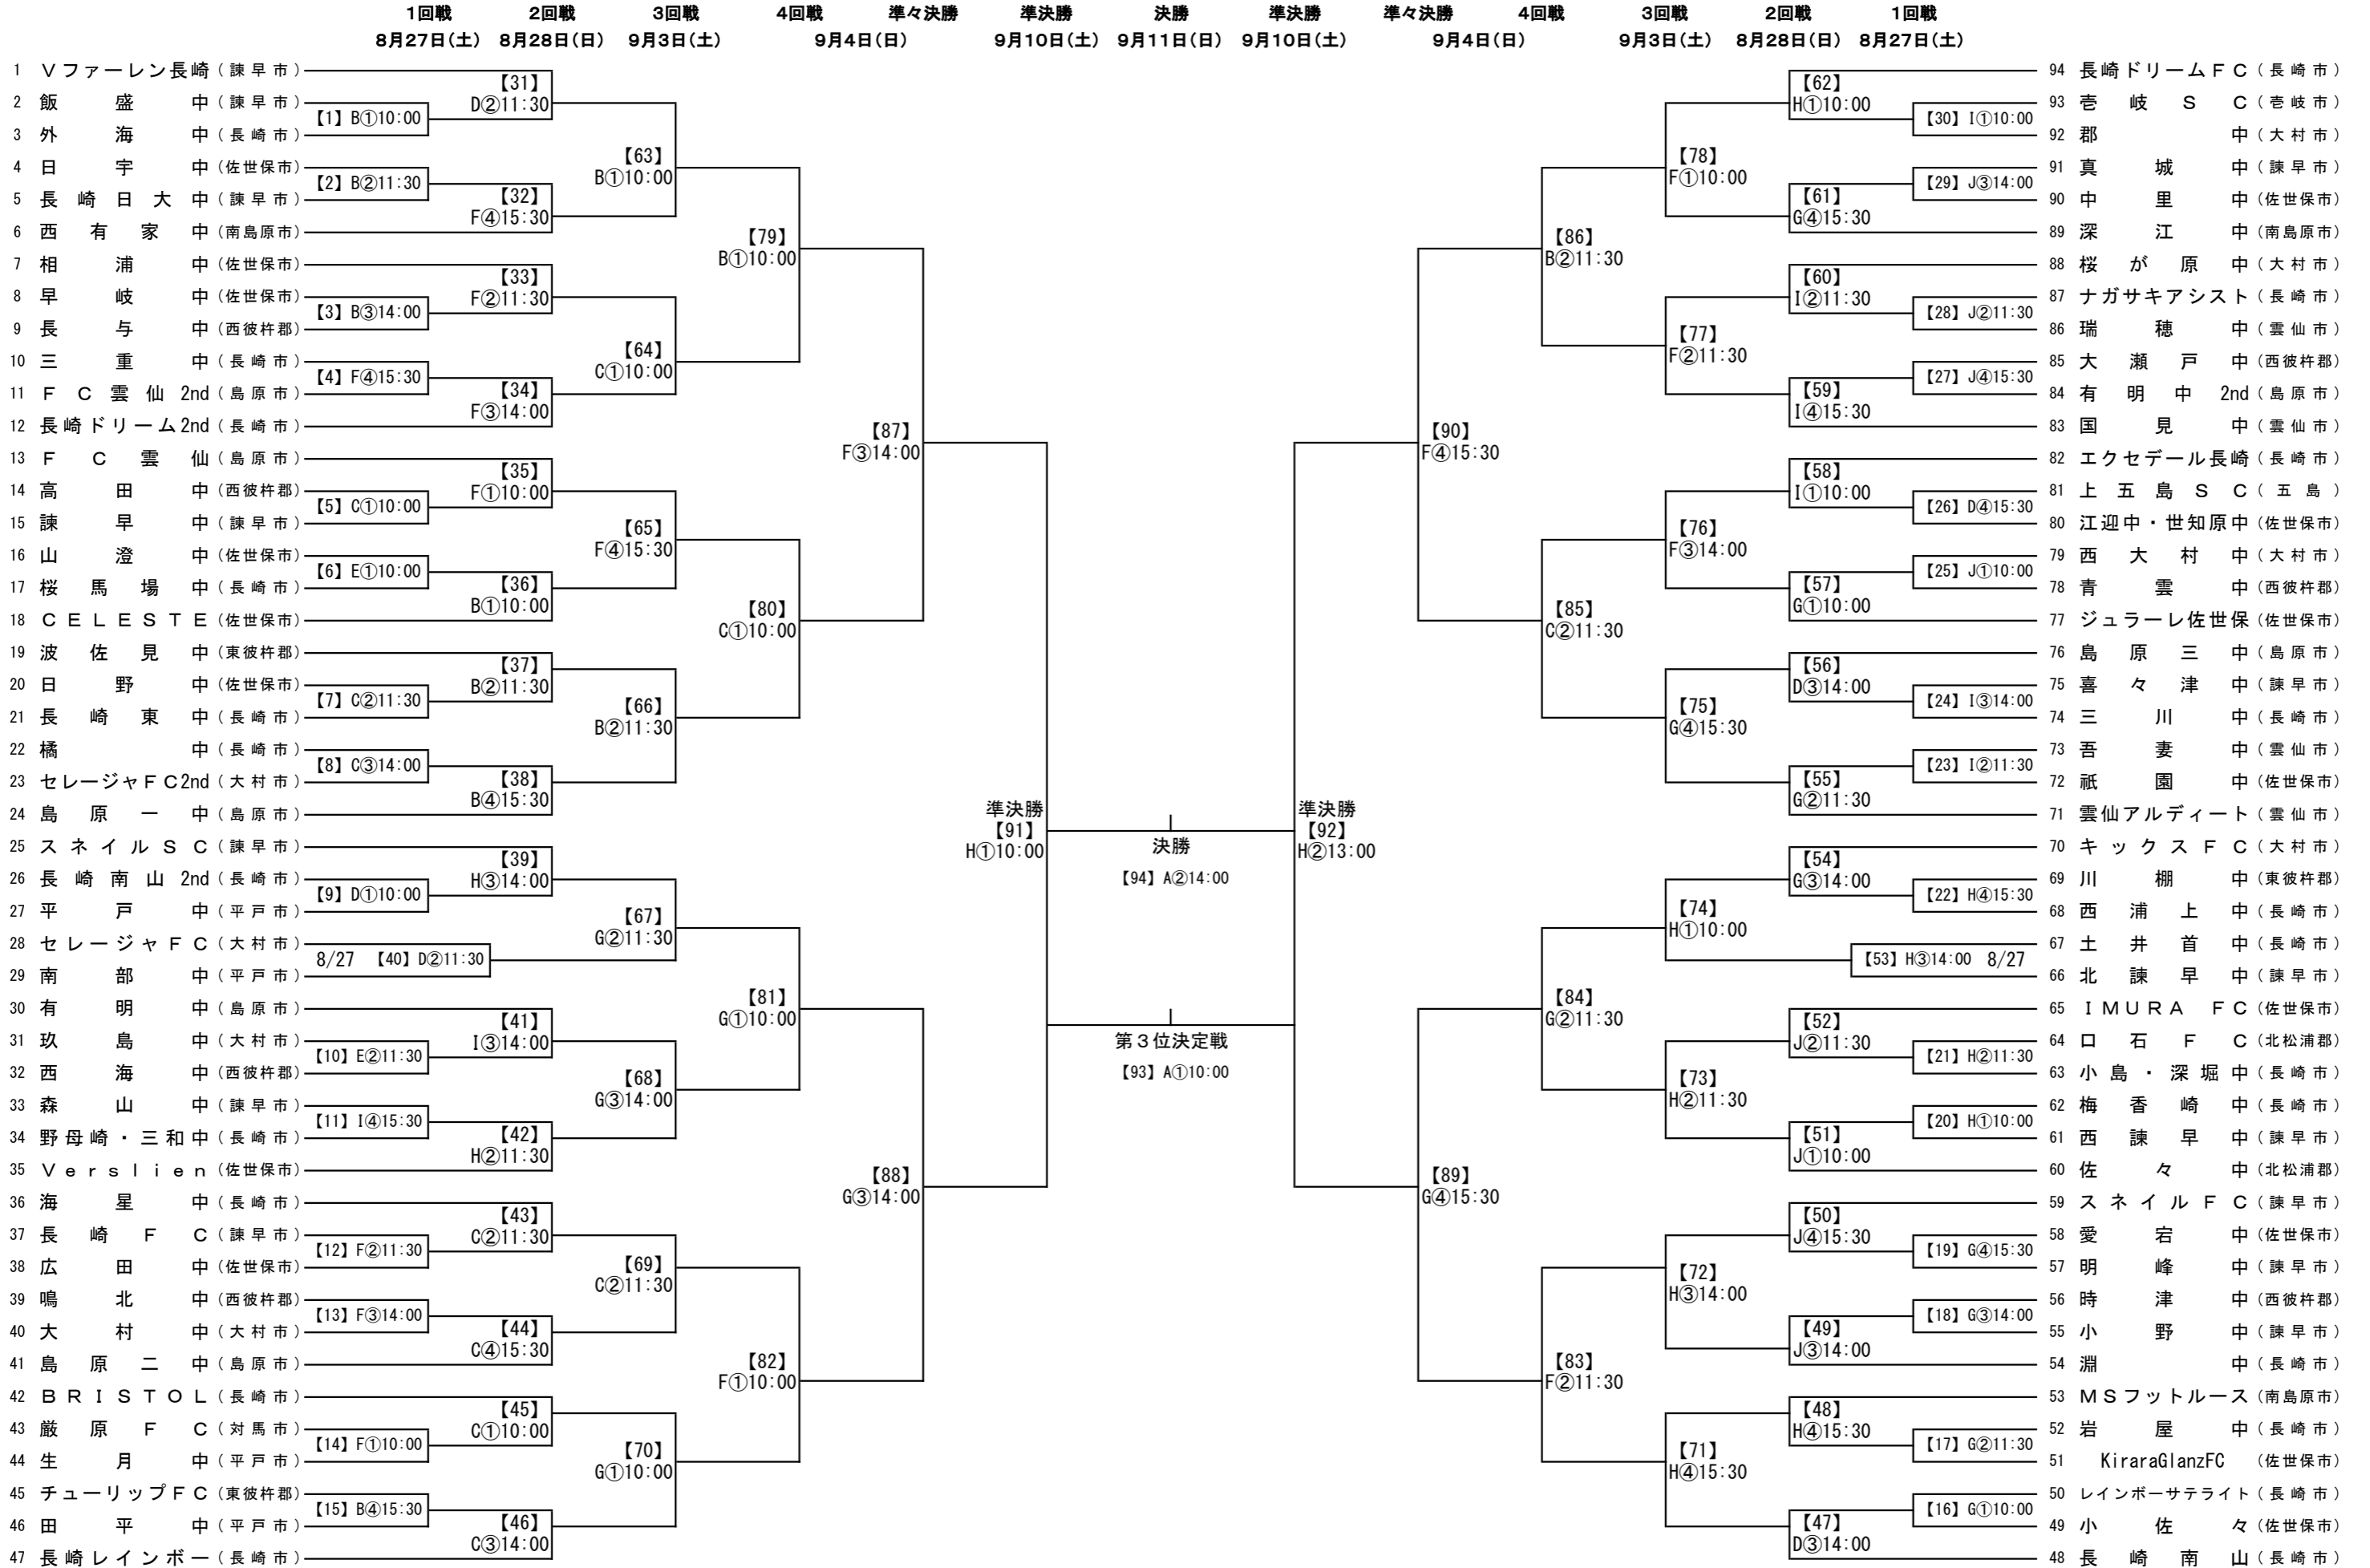 1回戦 2回戦 3回戦 4回戦 準々決勝 準決勝 決勝 準決勝 準々決勝 4回戦 3回戦 2回戦 1回戦
8月27日(土) 8月28日(日) 9月3日(土) 9月4日(日) 9月10日(土) 9月11日(日) 9月10日(土) 9月4日(日) 9月3日(土) 8月28日(日) 8月27日(土)
1 Vファーレン長崎(諫早市)
2 飯盛中(諫早市)
3 外海中(長崎市)
4 日宇中(佐世保市)
5 長崎日大中(諫早市)
6 西有家中(南島原市)
7 相浦中(佐世保市)
8 早岐中(佐世保市)
9 長与中(西彼杵郡)
10 三重中(長崎市)
11 FC雲仙2nd(島原市)
12 長崎ドリーム2nd(長崎市)
13 FC雲仙(島原市)
14 高田中(西彼杵郡)
15 諫早中(諫早市)
16 山澄中(佐世保市)
17 桜馬場中(長崎市)
18 CELESTE(佐世保市)
19 波佐見中(東彼杵郡)
20 日野中(佐世保市)
21 長崎東中(長崎市)
22 橘中(長崎市)
23 セレージャFC2nd(大村市)
24 島原一中(島原市)
25 スネイルSC(諫早市)
26 長崎南山2nd(長崎市)
27 平戸中(平戸市)
28 セレージャFC(大村市)
29 南部中(平戸市)
30 有明中(島原市)
31 玖島中(大村市)
32 西海中(西彼杵郡)
33 森山中(諫早市)
34 野母崎・三和中(長崎市)
35 Verslien(佐世保市)
36 海星中(長崎市)
37 長崎FC(諫早市)
38 広田中(佐世保市)
39 鳴北中(西彼杵郡)
40 大村中(大村市)
41 島原二中(島原市)
42 BRISTOL(長崎市)
43 厳原FC(対馬市)
44 生月中(平戸市)
45 チューリップFC(東彼杵郡)
46 田平中(平戸市)
47 長崎レインボー(長崎市)
【1】B①10:00
【2】B②11:30
【3】B③14:00
【4】F④15:30
【5】C①10:00
【6】E①10:00
【7】C②11:30
【8】C③14:00
【9】D①10:00
8/27 【40】D②11:30
【10】E②11:30
【11】I④15:30
【12】F②11:30
【13】F③14:00
【14】F①10:00
【15】B④15:30
【31】
D②11:30
【32】
F④15:30
【33】
F②11:30
【34】
F③14:00
【35】
F①10:00
【36】
B①10:00
【37】
B②11:30
【38】
B④15:30
【39】
H③14:00
【41】
I③14:00
【42】
H②11:30
【43】
C②11:30
【44】
C④15:30
【45】
C①10:00
【46】
C③14:00
【63】
B①10:00
【64】
C①10:00
【65】
F④15:30
【66】
B②11:30
【67】
G②11:30
【68】
G③14:00
【69】
C②11:30
【70】
G①10:00
【79】
B①10:00
【80】
C①10:00
【81】
G①10:00
【82】
F①10:00
【87】
F③14:00
【88】
G③14:00
準決勝
【91】
H①10:00
決勝
【94】A②14:00
第3位決定戦
【93】A①10:00
準決勝
【92】
H②13:00
【90】
F④15:30
【89】
G④15:30
【86】
B②11:30
【85】
C②11:30
【84】
G②11:30
【83】
F②11:30
【78】
F①10:00
【77】
F②11:30
【76】
F③14:00
【75】
G④15:30
【74】
H①10:00
【73】
H②11:30
【72】
H③14:00
【71】
H④15:30
【62】
H①10:00
【61】
G④15:30
【60】
I②11:30
【59】
I④15:30
【58】
I①10:00
【57】
G①10:00
【56】
D③14:00
【55】
G②11:30
【54】
G③14:00
【52】
J②11:30
【51】
J①10:00
【50】
J④15:30
【49】
J③14:00
【48】
H④15:30
【47】
D③14:00
【30】I①10:00
【29】J③14:00
【28】J②11:30
【27】J④15:30
【26】D④15:30
【25】J①10:00
【24】I③14:00
【23】I②11:30
【22】H④15:30
【53】H③14:00 8/27
【21】H②11:30
【20】H①10:00
【19】G④15:30
【18】G③14:00
【17】G②11:30
【16】G①10:00
94 長崎ドリームFC(長崎市)
93 壱岐SC(壱岐市)
92 郡中(大村市)
91 真城中(諫早市)
90 中里中(佐世保市)
89 深江中(南島原市)
88 桜が原中(大村市)
87 ナガサキアシスト(長崎市)
86 瑞穂中(雲仙市)
85 大瀬戸中(西彼杵郡)
84 有明中2nd(島原市)
83 国見中(雲仙市)
82 エクセデール長崎(長崎市)
81 上五島SC(五島)
80 江迎中・世知原中(佐世保市)
79 西大村中(大村市)
78 青雲中(西彼杵郡)
77 ジュラーレ佐世保(佐世保市)
76 島原三中(島原市)
75 喜々津中(諫早市)
74 三川中(長崎市)
73 吾妻中(雲仙市)
72 祇園中(佐世保市)
71 雲仙アルディート(雲仙市)
70 キックスFC(大村市)
69 川棚中(東彼杵郡)
68 西浦上中(長崎市)
67 土井首中(長崎市)
66 北諫早中(諫早市)
65 IMURA FC(佐世保市)
64 口石FC(北松浦郡)
63 小島・深堀中(長崎市)
62 梅香崎中(長崎市)
61 西諫早中(諫早市)
60 佐々中(北松浦郡)
59 スネイルFC(諫早市)
58 愛宕中(佐世保市)
57 明峰中(諫早市)
56 時津中(西彼杵郡)
55 小野中(諫早市)
54 淵中(長崎市)
53 MSフットルース(南島原市)
52 岩屋中(長崎市)
51 KiraraGlanzFC(佐世保市)
50 レインボーサテライト(長崎市)
49 小佐々(佐世保市)
48 長崎南山(長崎市)